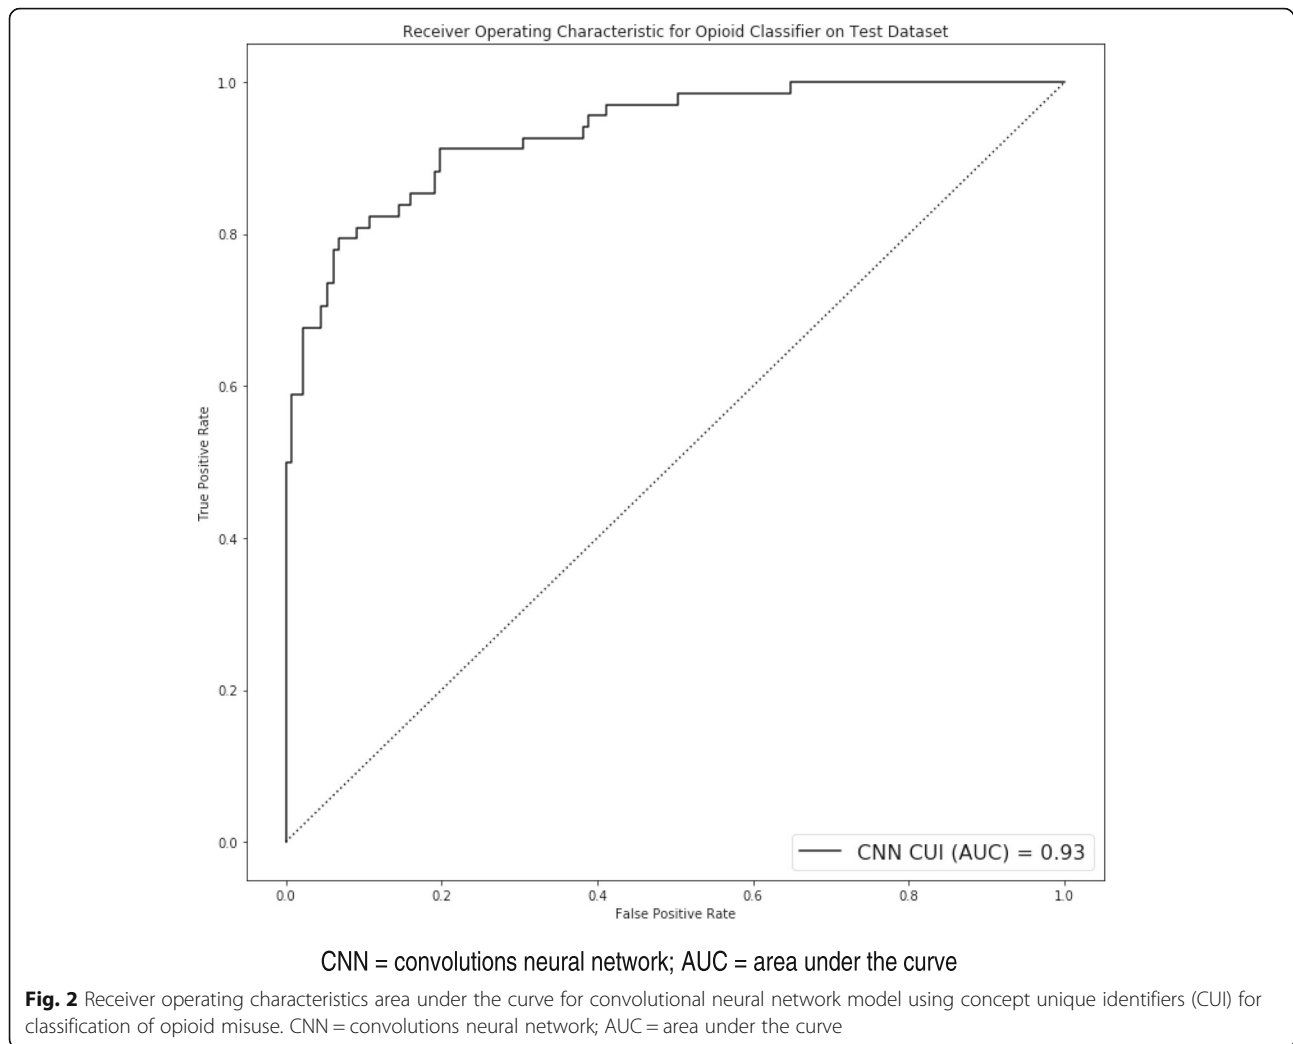 Receiver Operating Characteristic for Opioid Classifier on Test Dataset
1.0
0.8
0.6
0.4
0.2
0.0
True Positive Rate
CNN CUI (AUC) = 0.93
0.0 0.2 0.4 0.6 0.8 1.0
False Positive Rate
CNN = convolutions neural network; AUC = area under the curve
Fig. 2 Receiver operating characteristics area under the curve for convolutional neural network model using concept unique identifiers (CUI) for
classification of opioid misuse. CNN = convolutions neural network; AUC = area under the curve